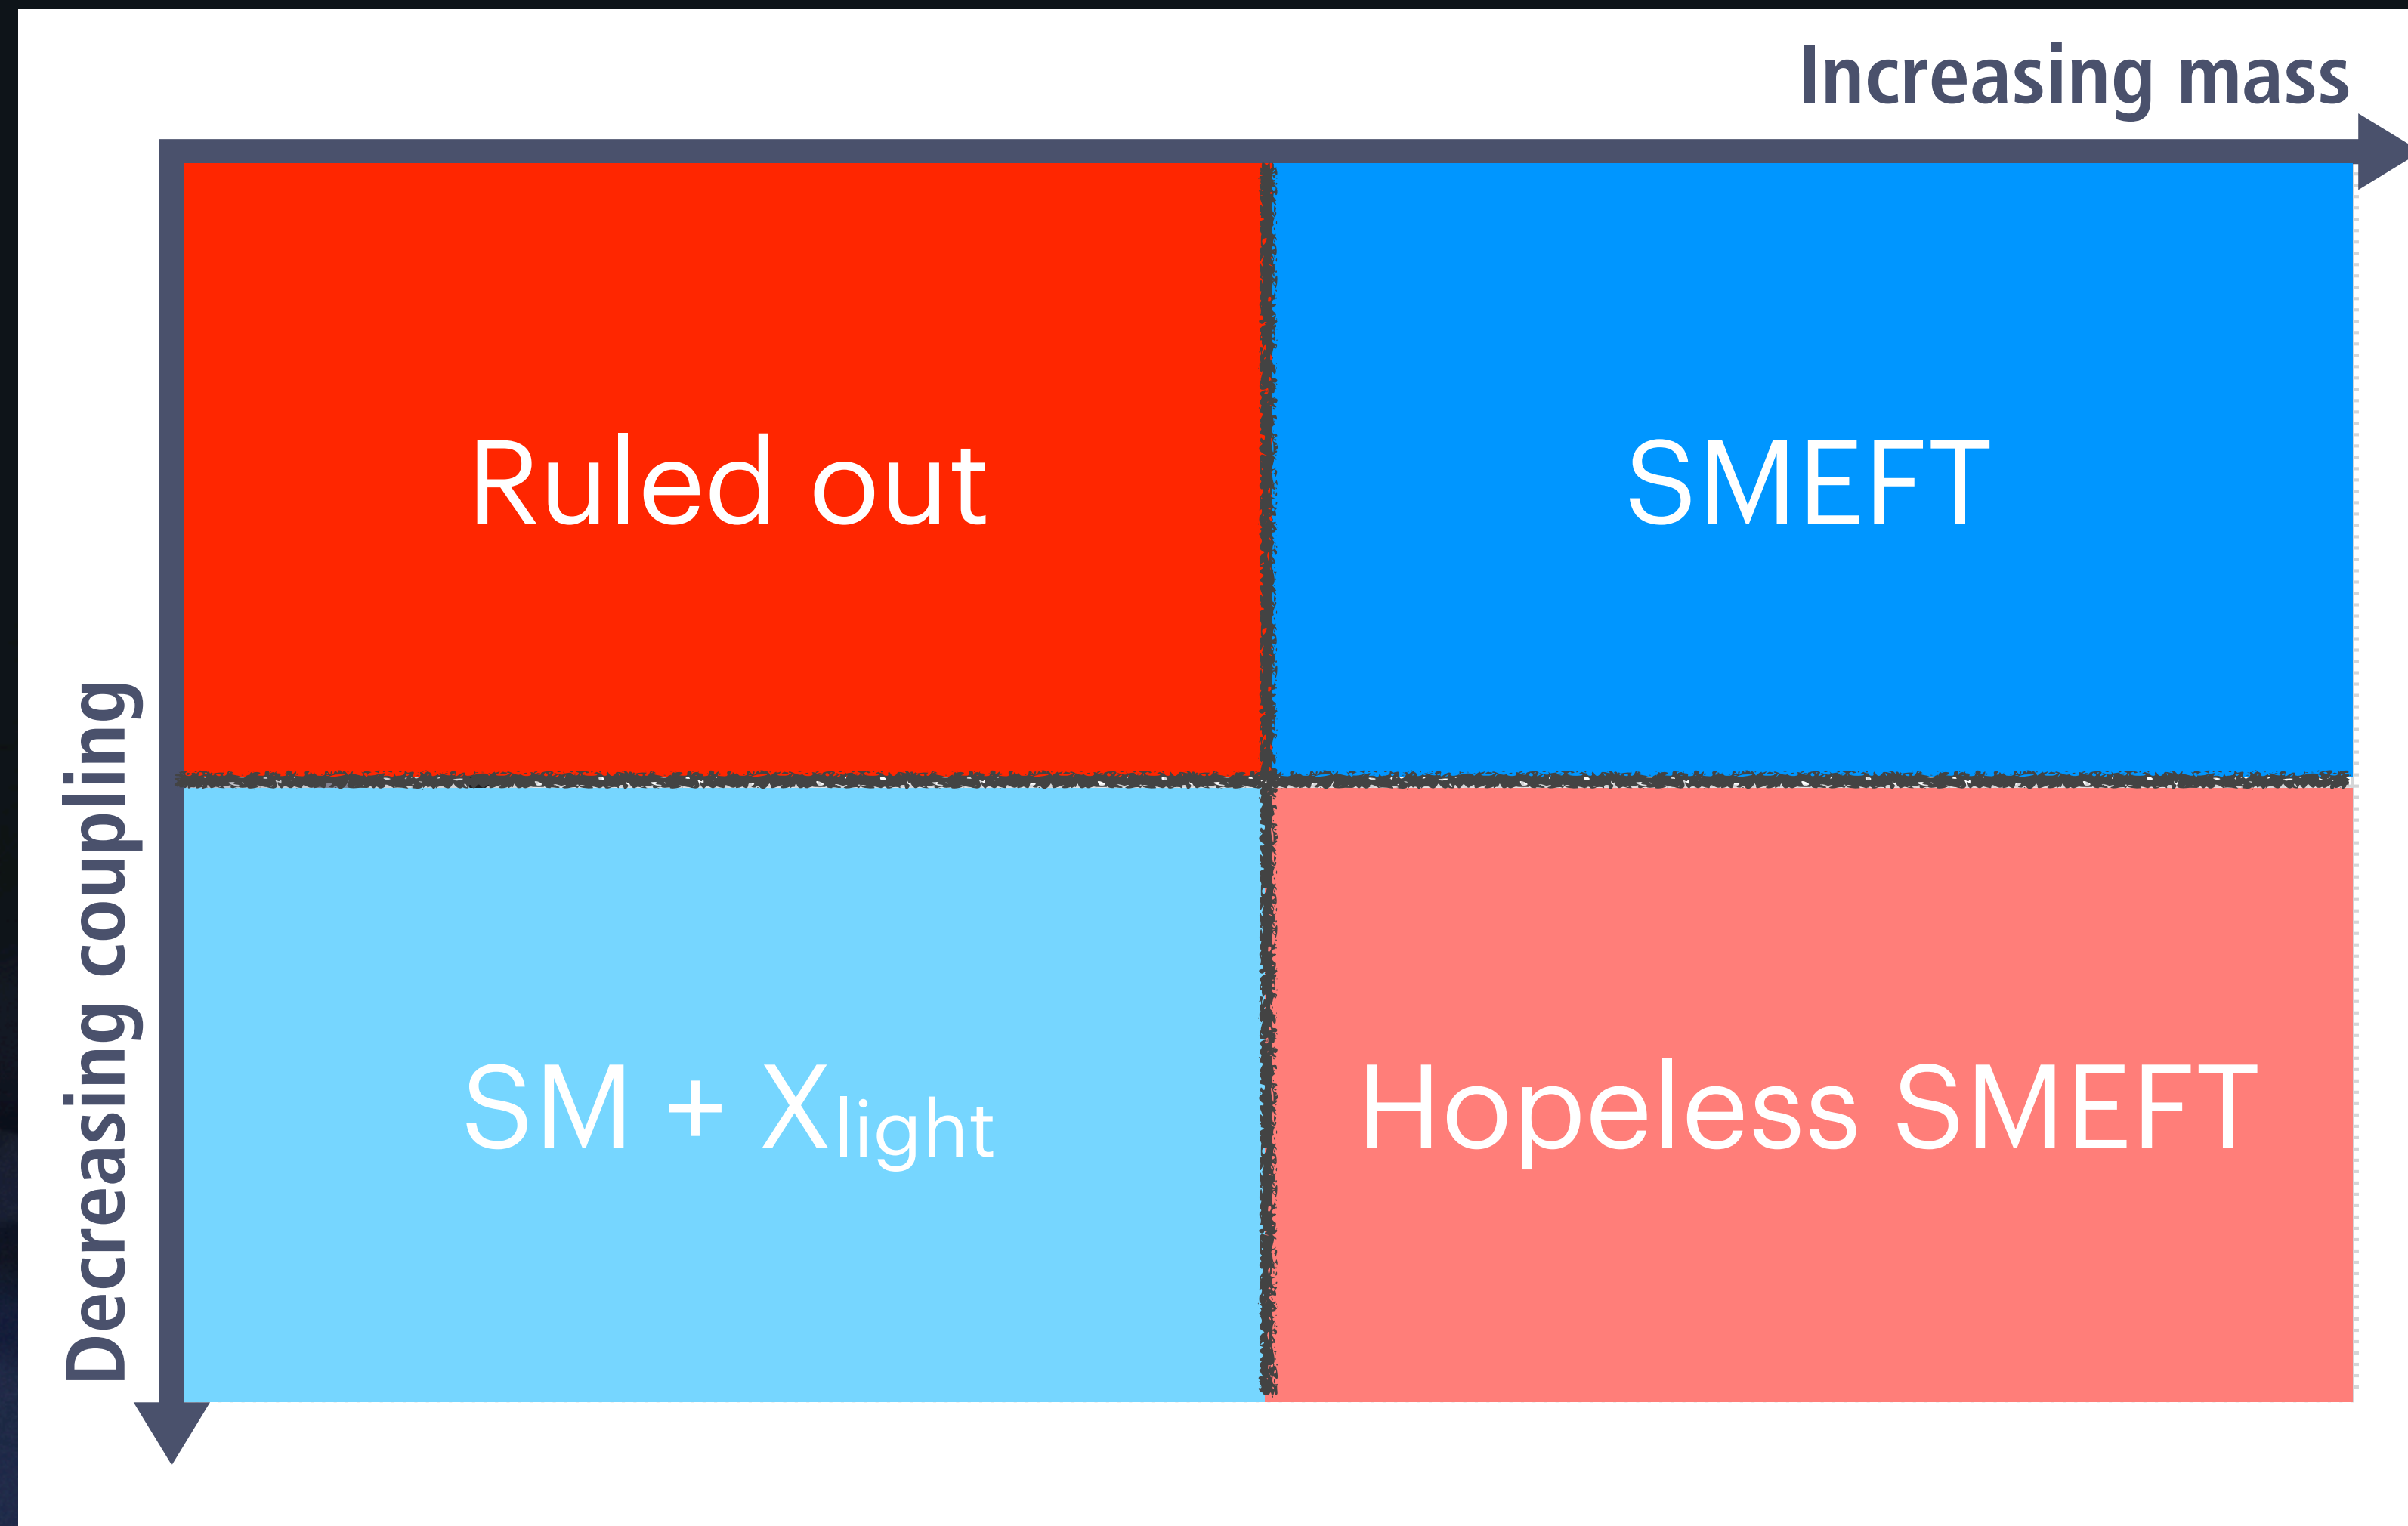 Increasing mass
Decreasing coupling
Ruled out
SMEFT
SM + Xlight
Hopeless SMEFT